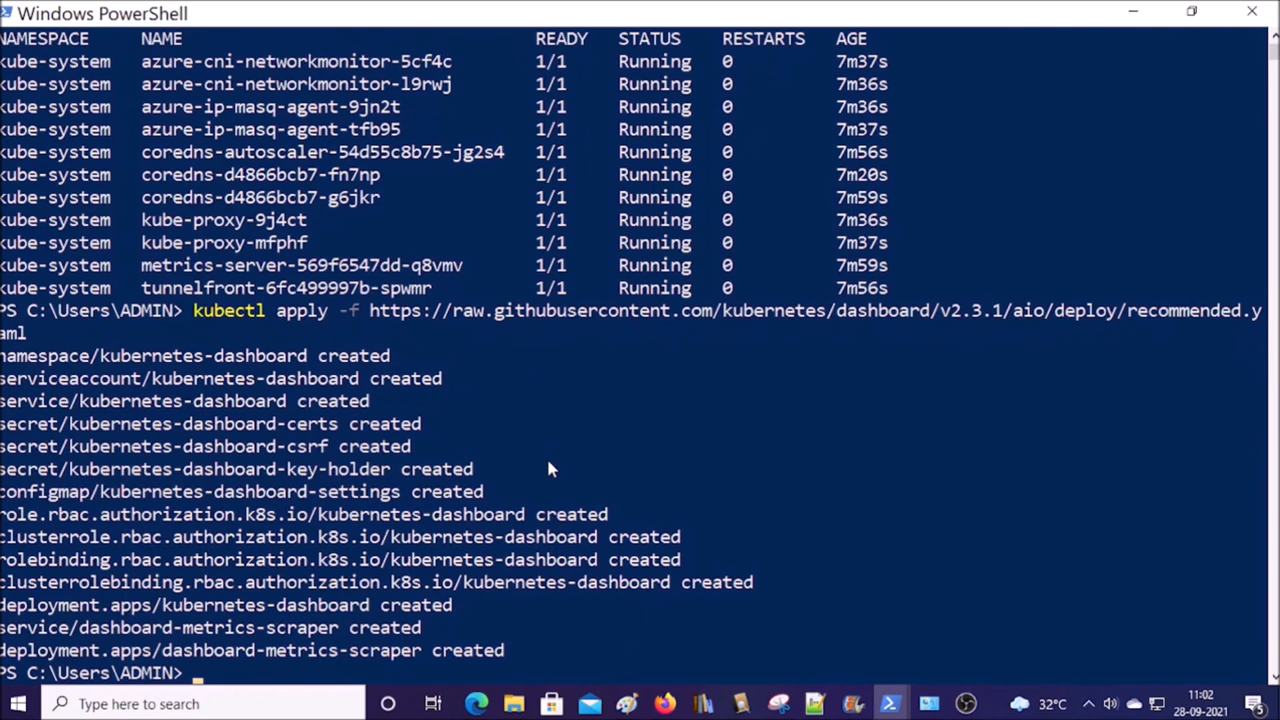 Windows PowerShell
NAMESPACE NAME READY STATUS RESTARTS AGE
kube-system azure-cni-networkmonitor-5cf4c 1/1 Running 0 7m37s
kube-system azure-cni-networkmonitor-l9rwj 1/1 Running 0 7m36s
kube-system azure-ip-masq-agent-9jn2t 1/1 Running 0 7m36s
kube-system azure-ip-masq-agent-tfb95 1/1 Running 0 7m37s
kube-system coredns-autoscaler-54d55c8b75-jg2s4 1/1 Running 0 7m56s
kube-system coredns-d4866bcb7-fn7np 1/1 Running 0 7m20s
kube-system coredns-d4866bcb7-g6jkr 1/1 Running 0 7m59s
kube-system kube-proxy-9j4ct 1/1 Running 0 7m36s
kube-system kube-proxy-mfphf 1/1 Running 0 7m37s
kube-system metrics-server-569f6547dd-q8vmv 1/1 Running 0 7m59s
kube-system tunnelfront-6fc499997b-spwmr 1/1 Running 0 7m56s
PS C:\Users\ADMIN> kubectl apply -f https://raw.githubusercontent.com/kubernetes/dashboard/v2.3.1/aio/deploy/recommended.y
aml
namespace/kubernetes-dashboard created
serviceaccount/kubernetes-dashboard created
service/kubernetes-dashboard created
secret/kubernetes-dashboard-certs created
secret/kubernetes-dashboard-csrf created
secret/kubernetes-dashboard-key-holder created
configmap/kubernetes-dashboard-settings created
role.rbac.authorization.k8s.io/kubernetes-dashboard created
clusterrole.rbac.authorization.k8s.io/kubernetes-dashboard created
rolebinding.rbac.authorization.k8s.io/kubernetes-dashboard created
clusterrolebinding.rbac.authorization.k8s.io/kubernetes-dashboard created
deployment.apps/kubernetes-dashboard created
service/dashboard-metrics-scraper created
deployment.apps/dashboard-metrics-scraper created
PS C:\Users\ADMIN>
Type here to search
32°C
11:02
28-09-2021
5